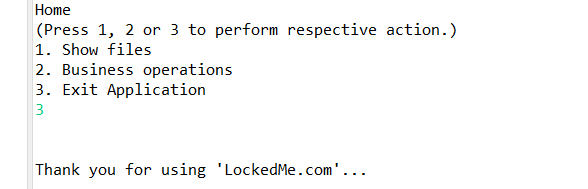 Home
(Press 1, 2 or 3 to perform respective action.)
1. Show files
2. Business operations
3. Exit Application
3
Thank you for using 'LockedMe.com'...